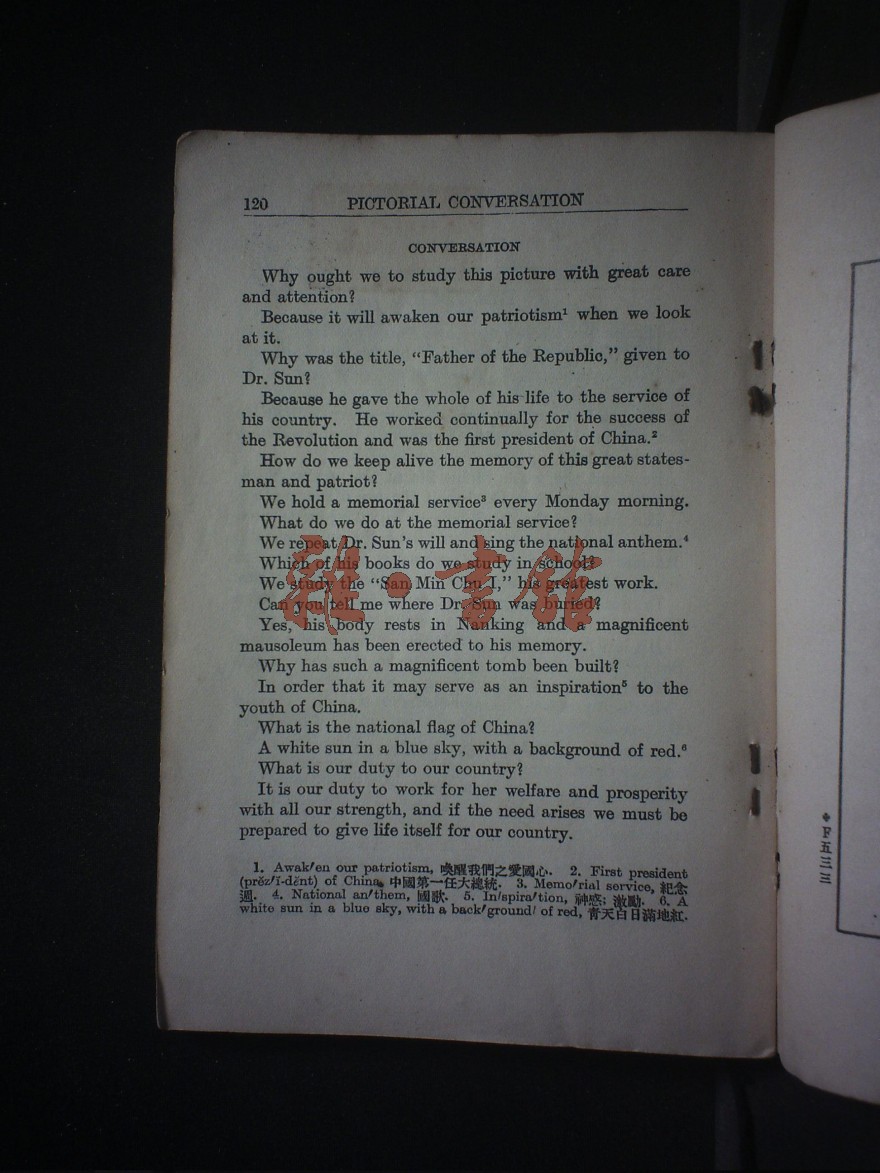 120 PICTORIAL CONVERSATION
CONVERSATION
Why ought we to study this picture with great care
and attention?
Because it will awaken our patriotism¹ when we look
at it.
Why was the title, “Father of the Republic,” given to
Dr. Sun?
Because he gave the whole of his life to the service of
his country. He worked continually for the success of
the Revolution and was the first president of China.²
How do we keep alive the memory of this great states-
man and patriot?
We hold a memorial service³ every Monday morning.
What do we do at the memorial service?
We repeat Dr. Sun's will and sing the national anthem.⁴
Which of his books do we study in school?
We study the “San Min Chu I,” his greatest work.
Can you tell me where Dr. Sun was buried?
Yes, his body rests in Nanking and a magnificent
mausoleum has been erected to his memory.
Why has such a magnificent tomb been built?
In order that it may serve as an inspiration⁵ to the
youth of China.
What is the national flag of China?
A white sun in a blue sky, with a background of red.⁶
What is our duty to our country?
It is our duty to work for her welfare and prosperity
with all our strength, and if the need arises we must be
prepared to give life itself for our country.
1. Awak′en our patriotism, 喚醒我們之愛國心. 2. First president
(prĕz′ĭ-dĕnt) of China, 中國第一任大總統. 3. Memo′rial service, 紀念
週. 4. National an′them, 國歌. 5. In/spira′tion, 神感; 激勵. 6. A
white sun in a blue sky, with a back′ground/ of red, 青天白日滿地紅.
雜·書館
◆F五三三